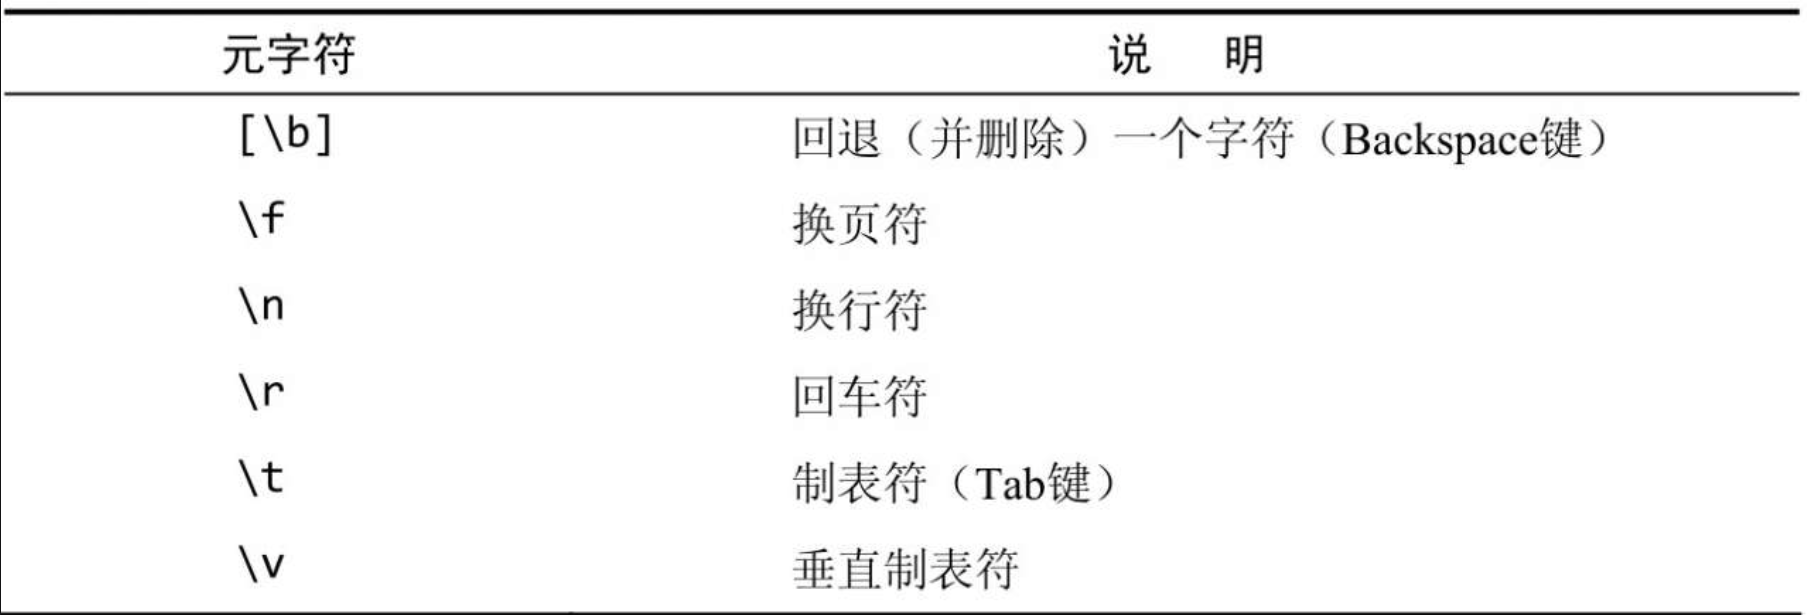 元字符 说 明
[\b] 回退（并删除）一个字符（Backspace键）
\f 换页符
\n 换行符
\r 回车符
\t 制表符（Tab键）
\v 垂直制表符